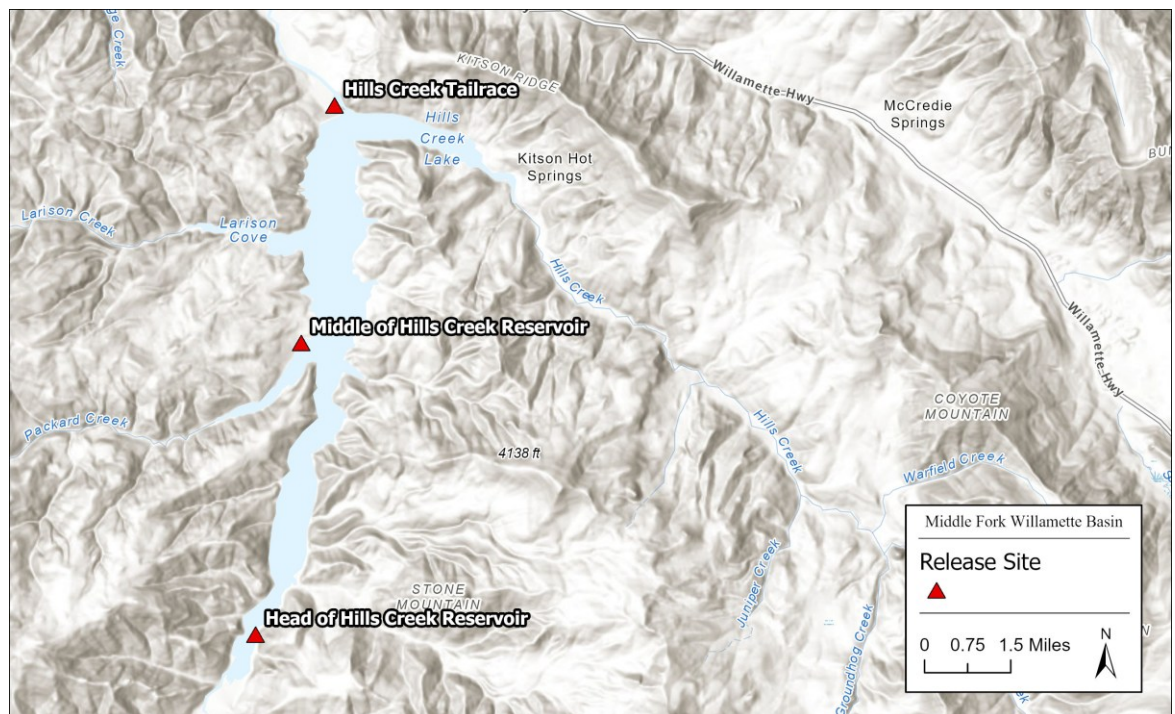 ge Creek
y
KITSON RIDGE
Willamette Hwy
McCredie
Springs
BUN
Hills Creek Tailrace
Hills
Creek
Lake
Kitson Hot
Springs
Larison Creek
Larison
Cove
Hills Creek
Willamette Hwy
Middle of Hills Creek Reservoir
Packard Creek
4138 ft
COYOTE
MOUNTAIN
Hills Creek
Warfield Creek
Juniper Creek
Groundhog Creek
STONE
MOUNTAIN
Head of Hills Creek Reservoir
Middle Fork Willamette Basin
Release Site
0 0.75 1.5 Miles
N